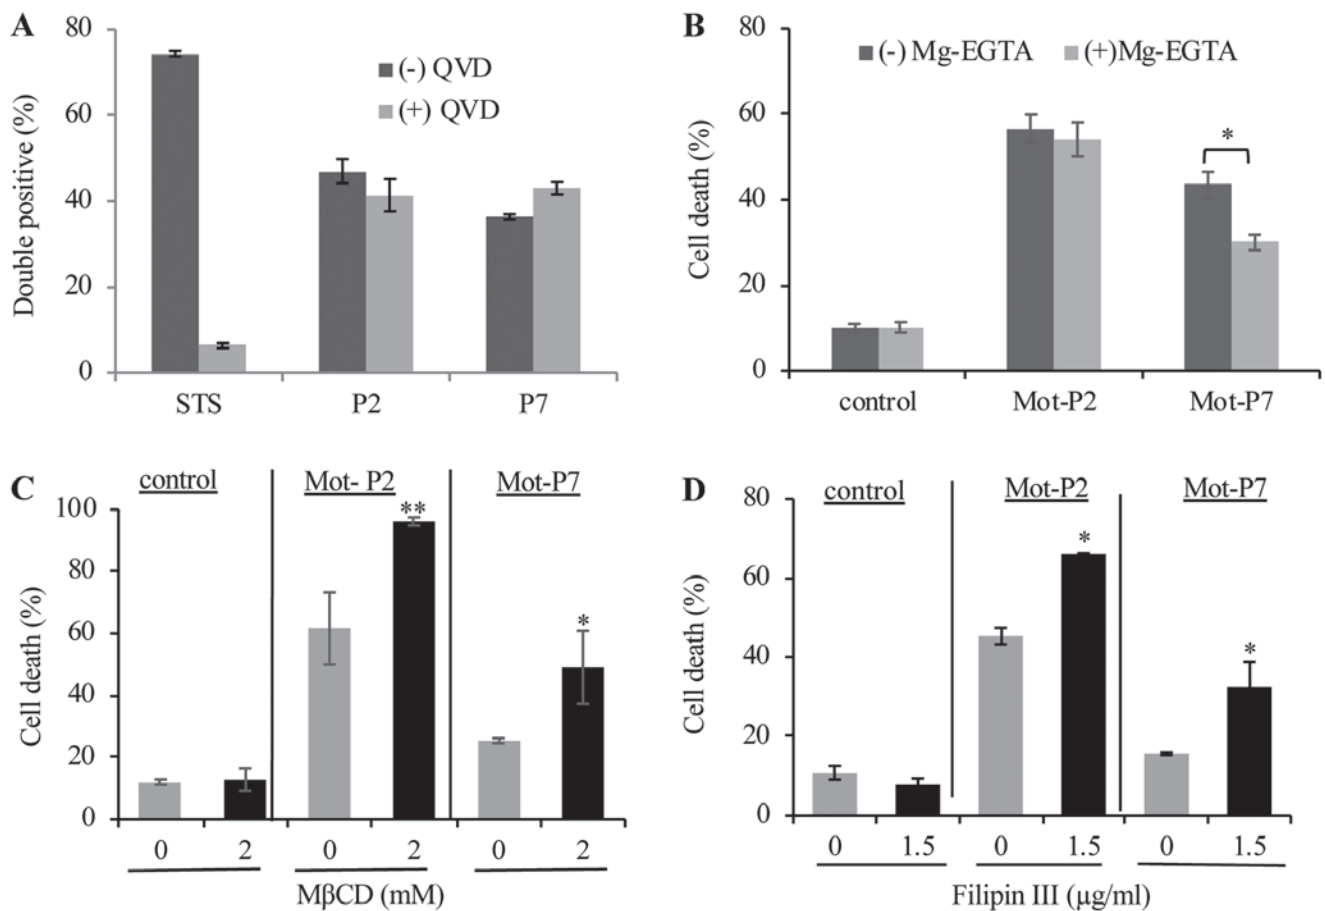 A
80
60
40
20
0
Double positive (%)
(-) QVD
(+) QVD
STS P2 P7
B
80
60
40
20
0
Cell death (%)
(-) Mg-EGTA (+)Mg-EGTA
*
control Mot-P2 Mot-P7
C
control Mot- P2 Mot-P7
100
80
60
40
20
0
Cell death (%)
**
*
0 2 0 2 0 2
MβCD (mM)
D
control Mot-P2 Mot-P7
80
60
40
20
0
Cell death (%)
*
*
0 1.5 0 1.5 0 1.5
Filipin III (μg/ml)